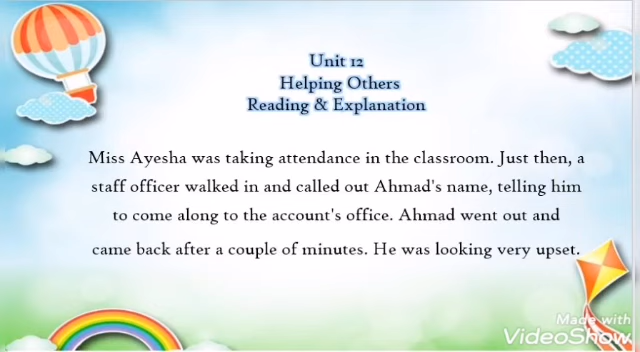 Unit 12
Helping Others
Reading & Explanation
Miss Ayesha was taking attendance in the classroom. Just then, a
staff officer walked in and called out Ahmad's name, telling him
to come along to the account's office. Ahmad went out and
came back after a couple of minutes. He was looking very upset.
Made with
VideoShow